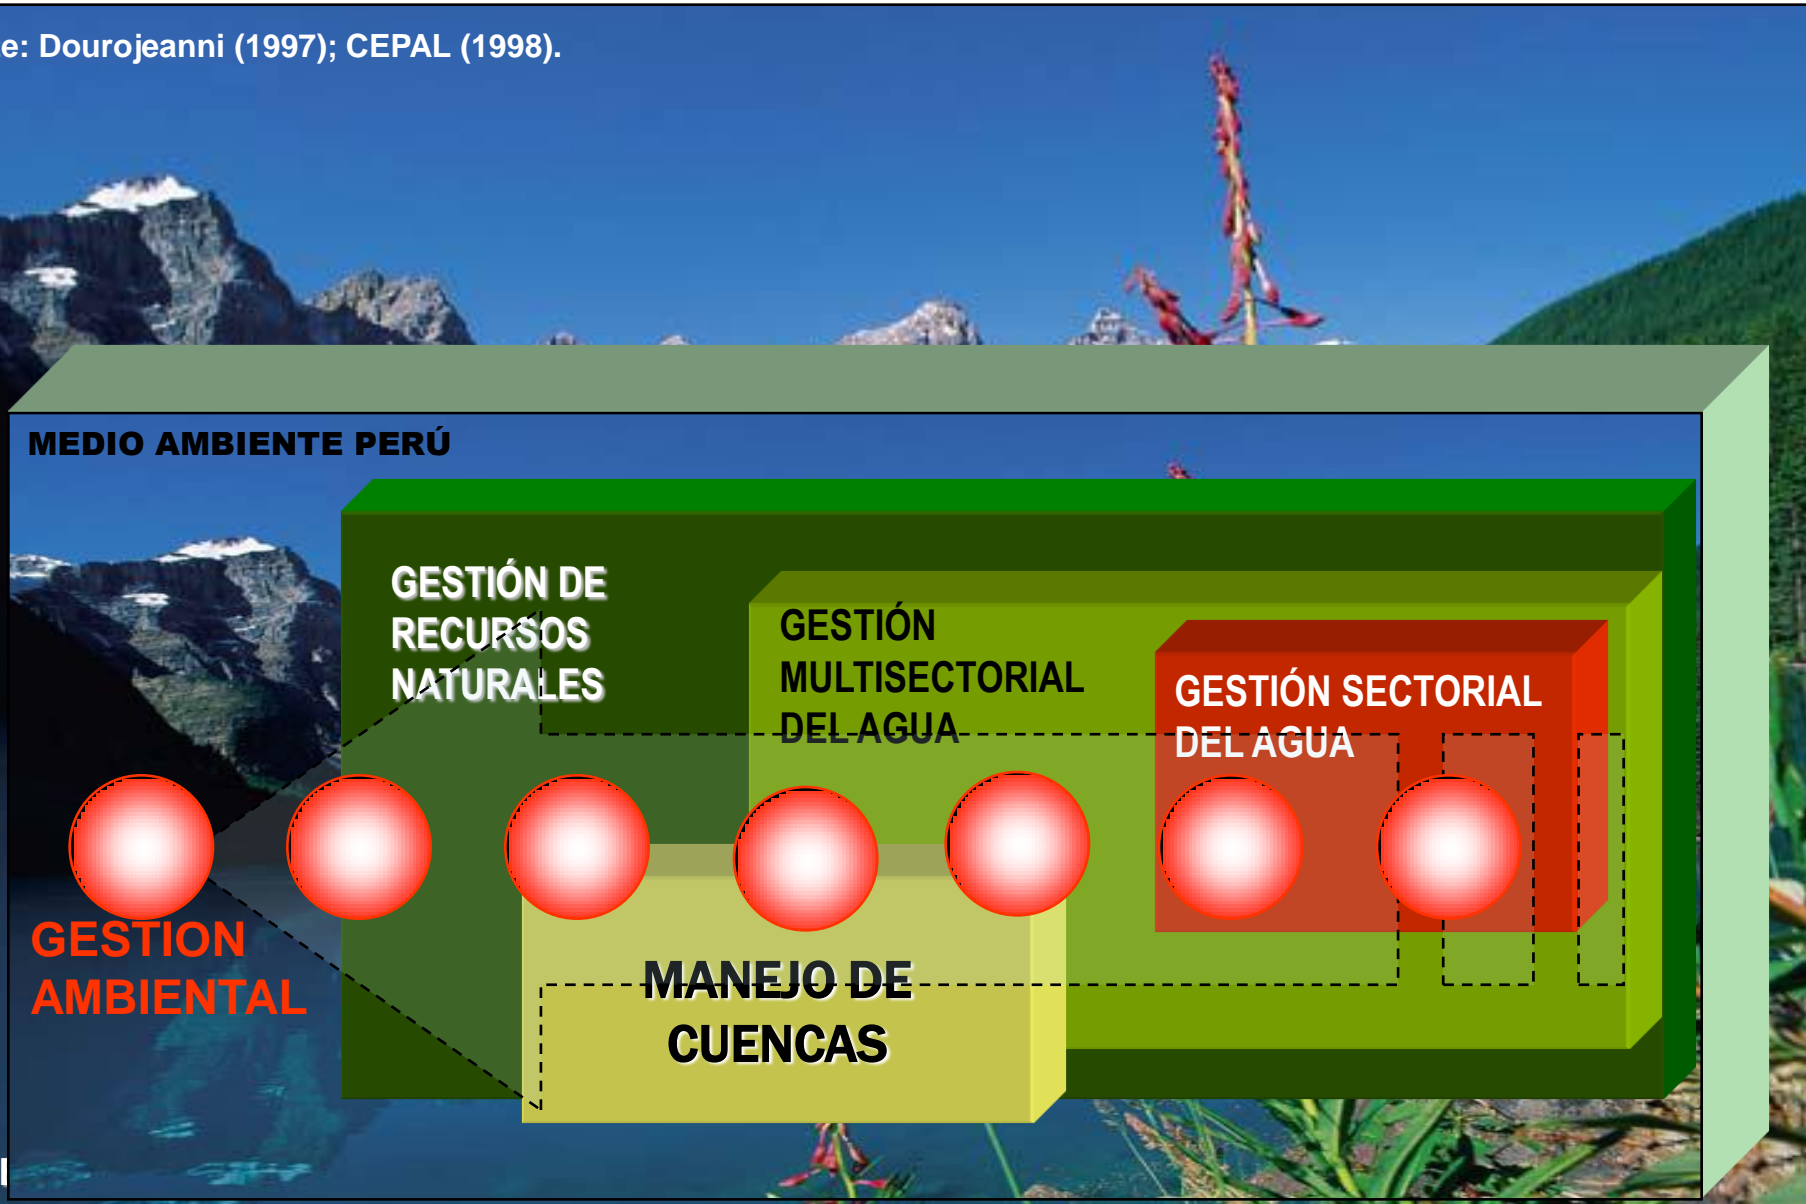 e: Dourojeanni (1997); CEPAL (1998).
MEDIO AMBIENTE PERÚ
GESTIÓN DE
RECURSOS
NATURALES
GESTIÓN
MULTISECTORIAL
DEL AGUA
GESTIÓN SECTORIAL
DEL AGUA
GESTION
AMBIENTAL
MANEJO DE
CUENCAS